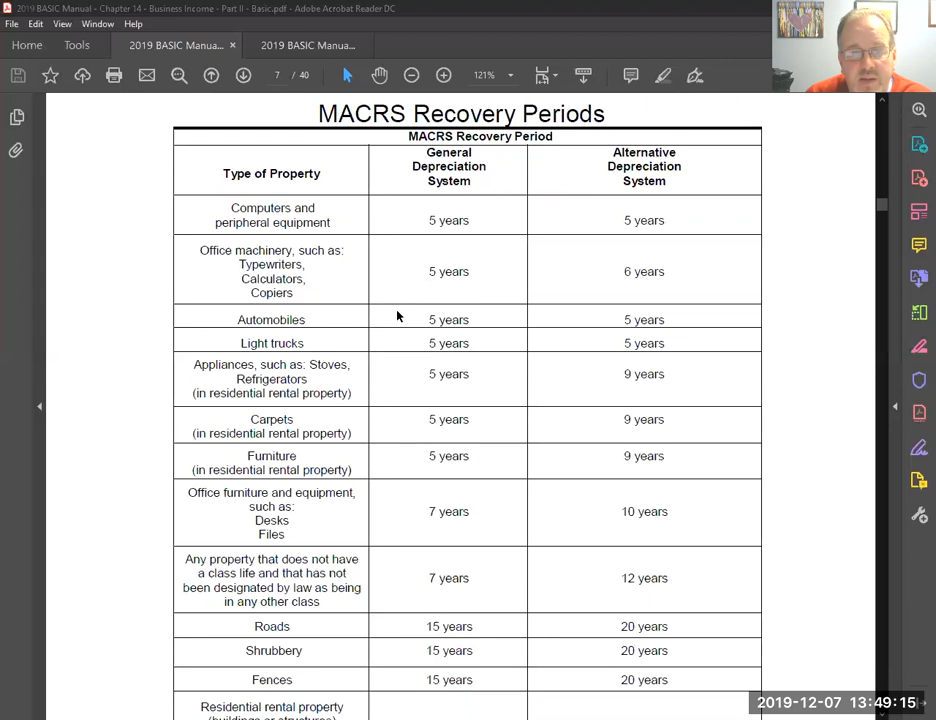 2019 BASIC Manual - Chapter 14 - Business Income - Part II - Basic.pdf - Adobe Acrobat Reader DC
File Edit View Window Help
Home Tools 2019 BASIC Manua... × 2019 BASIC Manua...
7 / 40 121%
MACRS Recovery Periods
MACRS Recovery Period
Type of Property
General
Depreciation
System
Alternative
Depreciation
System
Computers and
peripheral equipment
5 years
5 years
Office machinery, such as:
Typewriters,
Calculators,
Copiers
5 years
6 years
Automobiles
5 years
5 years
Light trucks
5 years
5 years
Appliances, such as: Stoves,
Refrigerators
(in residential rental property)
5 years
9 years
Carpets
(in residential rental property)
5 years
9 years
Furniture
(in residential rental property)
5 years
9 years
Office furniture and equipment,
such as:
Desks
Files
7 years
10 years
Any property that does not have
a class life and that has not
been designated by law as being
in any other class
7 years
12 years
Roads
15 years
20 years
Shrubbery
15 years
20 years
Fences
15 years
20 years
Residential rental property
(buildings or structures)
2019-12-07 13:49:15